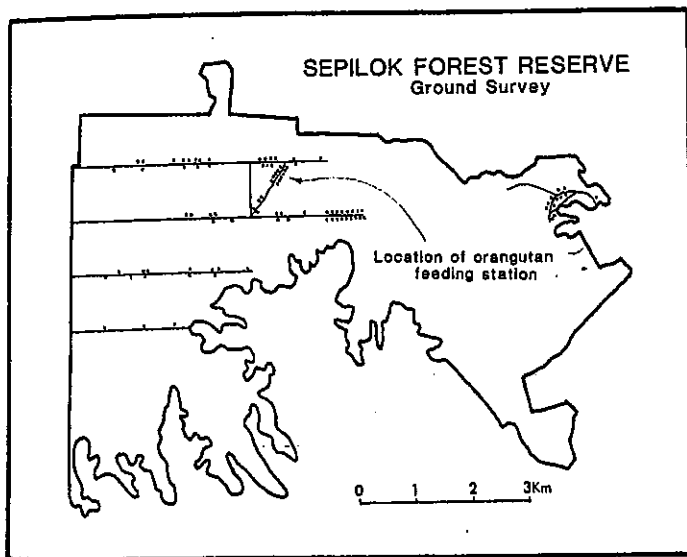 SEPILOK FOREST RESERVE
Ground Survey
Location of orangutan
feeding station
0 1 2 3Km